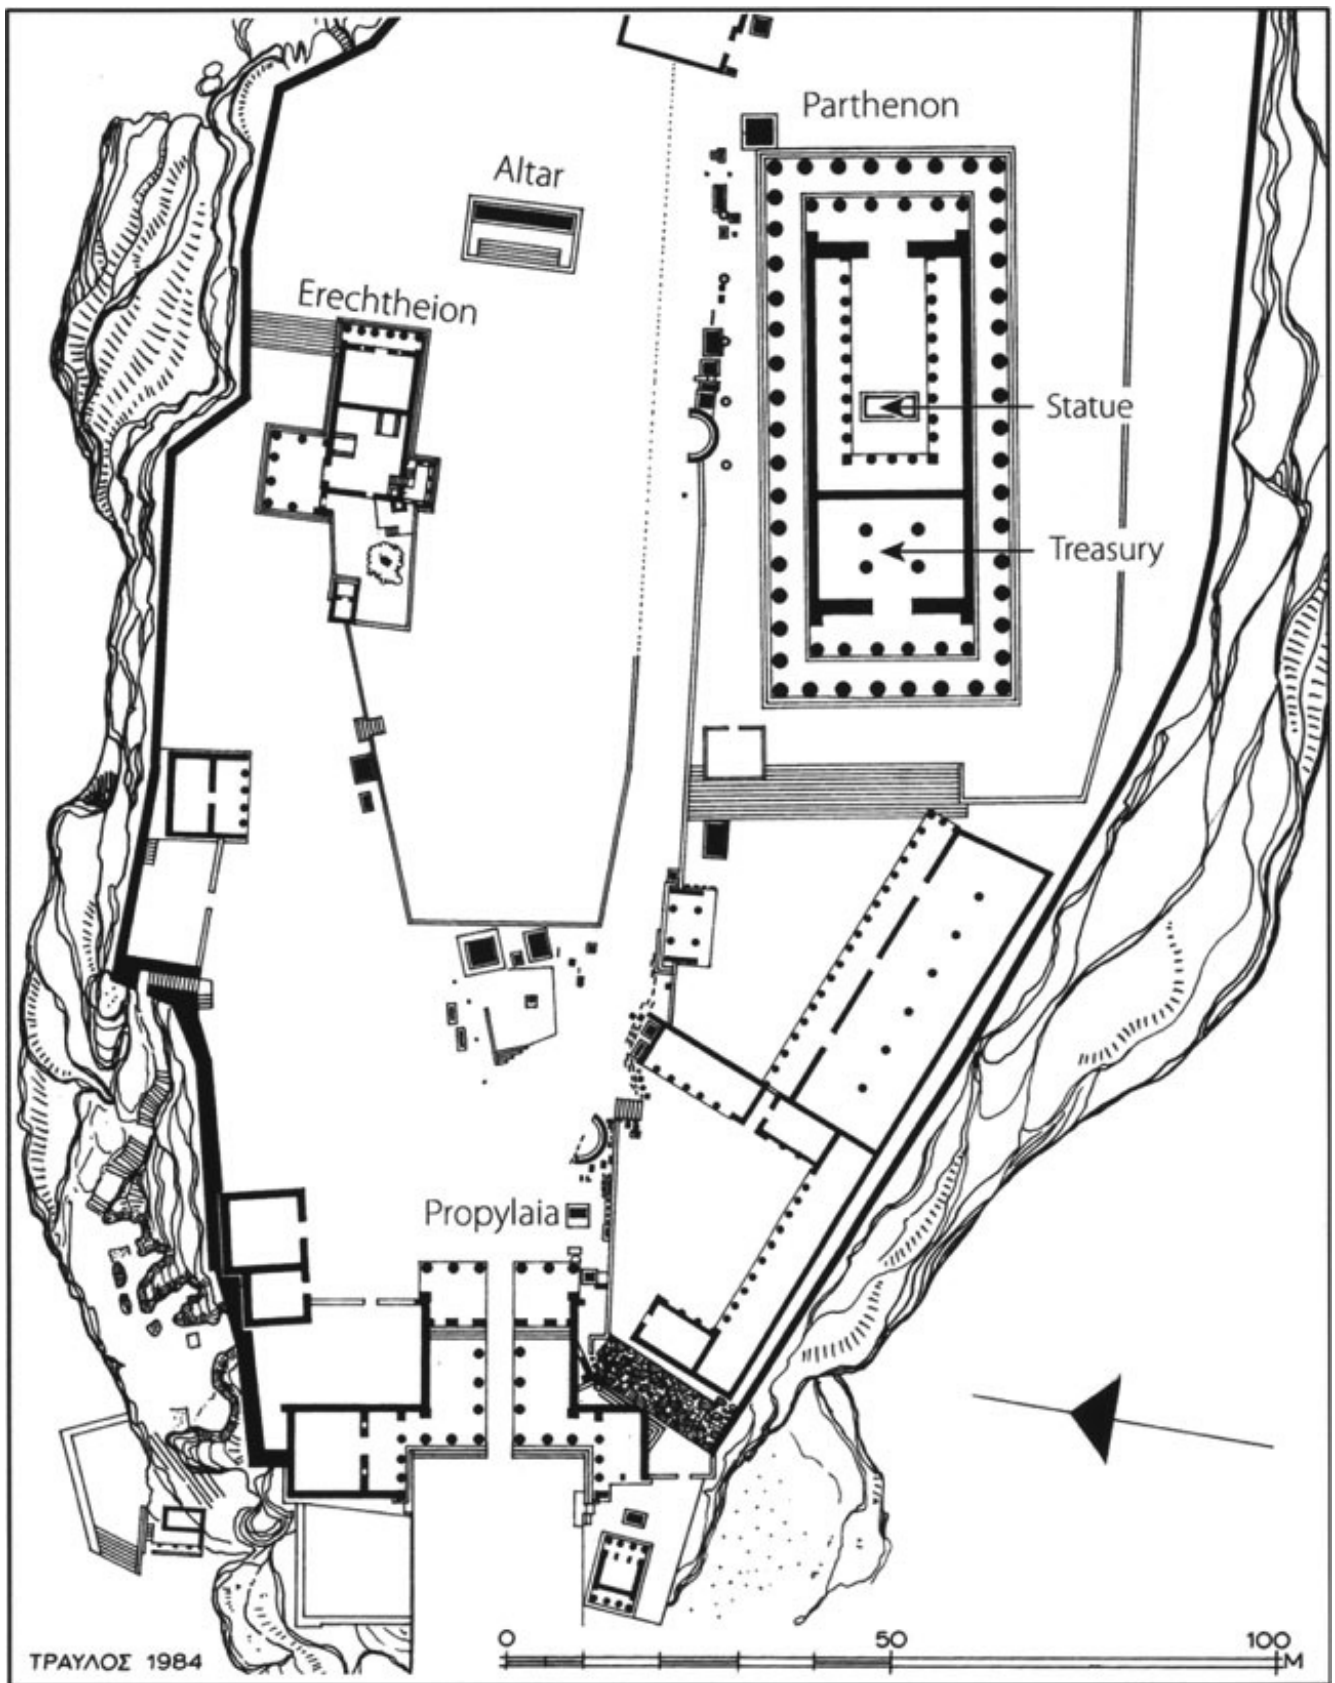 Parthenon
Altar
Erechtheion
Statue
Treasury
Propylaia
0 50 100
M
ΤΡΑΥΛΟΣ 1984